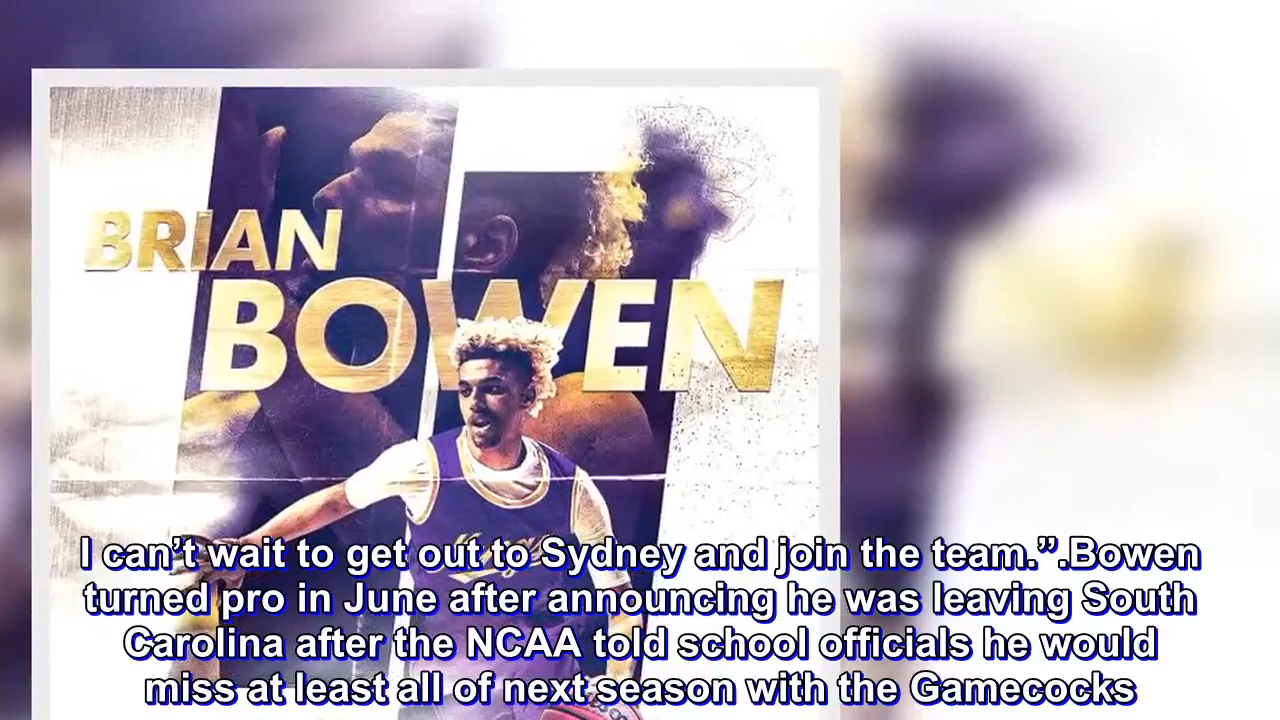 BRIAN
BOWEN
I can’t wait to get out to Sydney and join the team.”.Bowen
turned pro in June after announcing he was leaving South
Carolina after the NCAA told school officials he would
miss at least all of next season with the Gamecocks